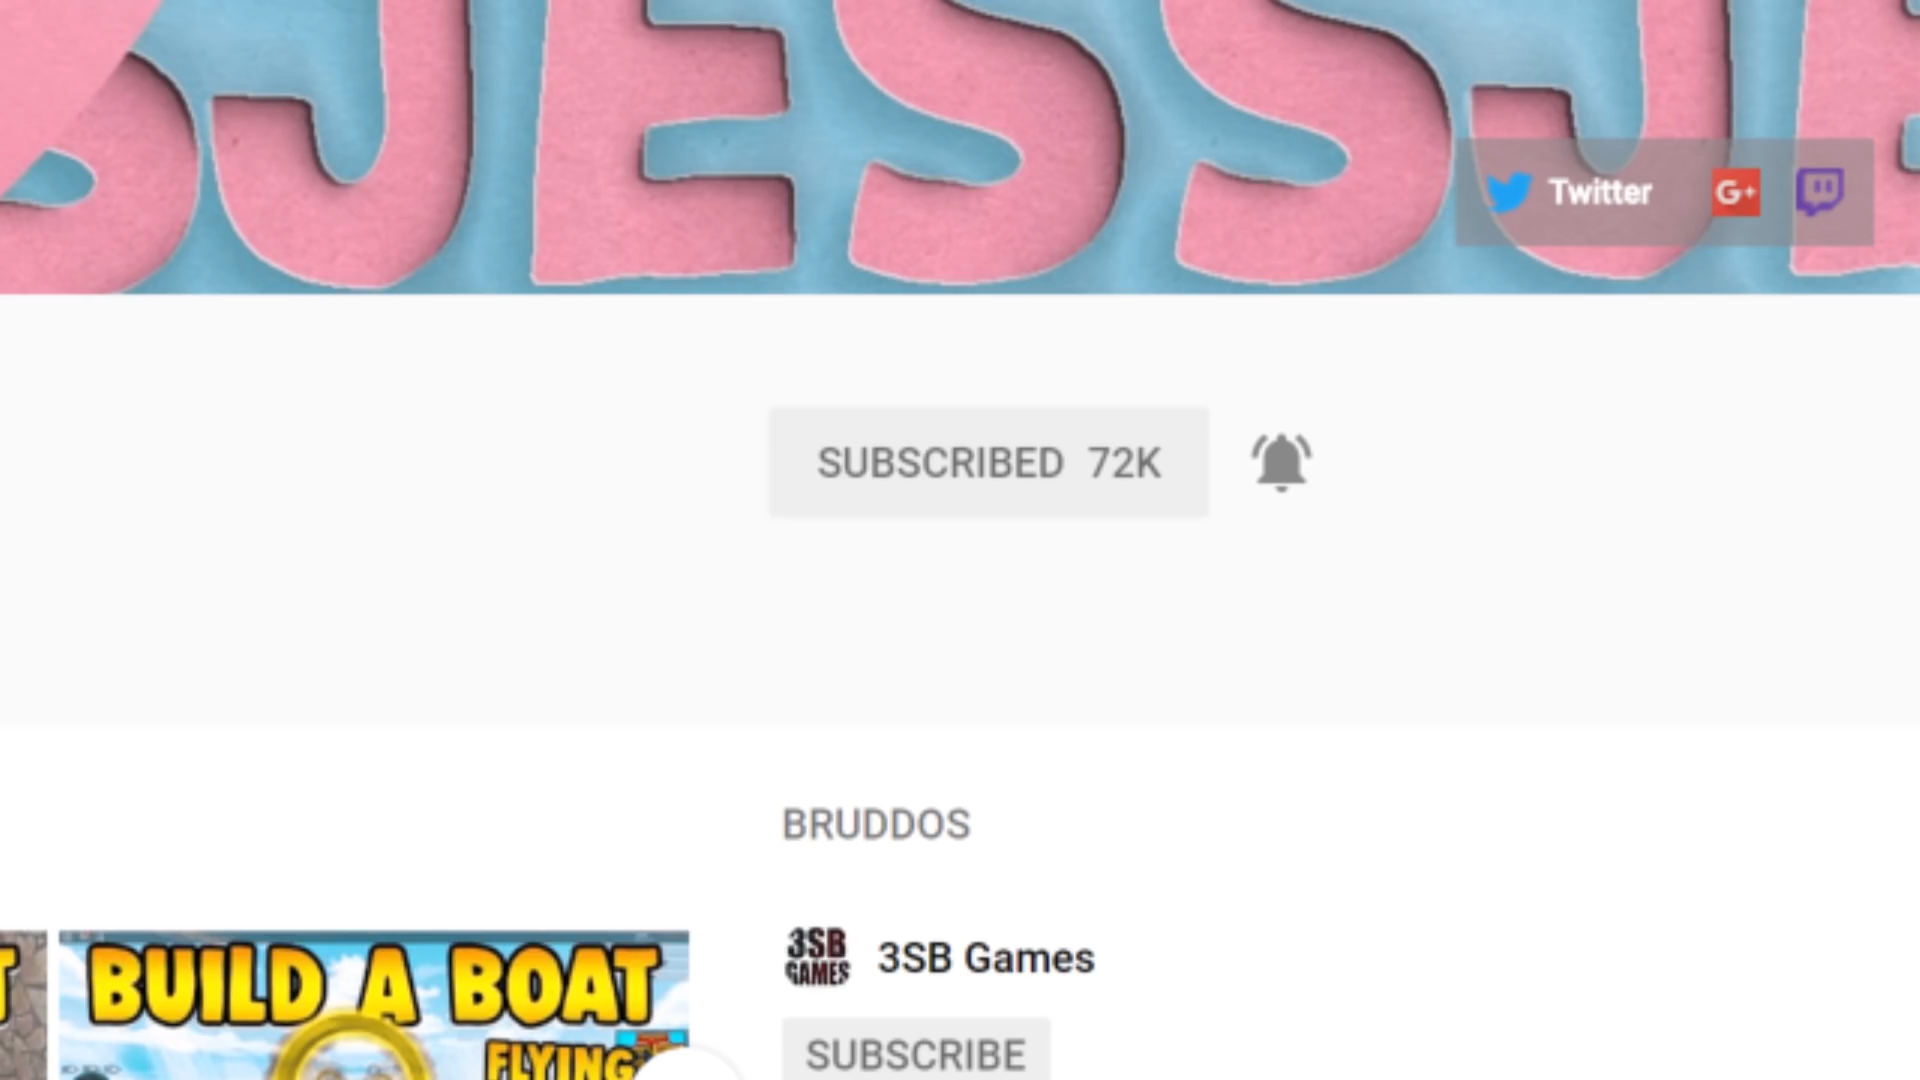 JESSJE
Twitter
G+
SUBSCRIBED 72K
BRUDDOS
3SB
GAMES
3SB Games
BUILD A BOAT
FLYING
SUBSCRIBE